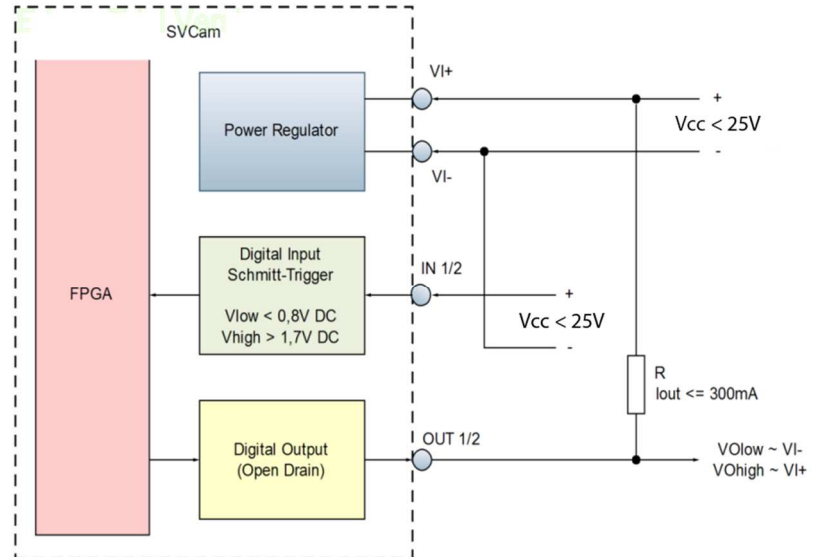 SVCam
VI+
+
Power Regulator
Vcc < 25V
-
VI-
Digital Input
Schmitt-Trigger
IN 1/2
FPGA
+
Vlow < 0,8V DC
Vhigh > 1,7V DC
Vcc < 25V
-
R
Iout <= 300mA
OUT 1/2
Digital Output
(Open Drain)
VOlow ~ VI-
VOhigh ~ VI+